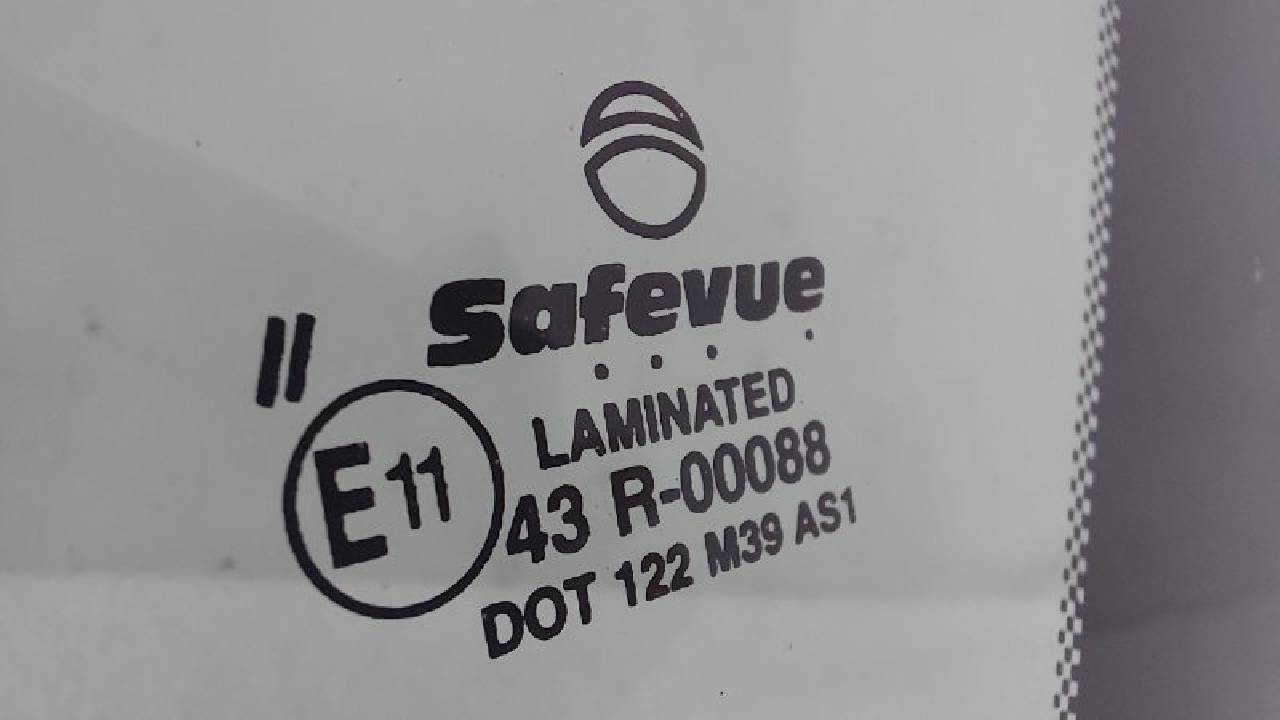 Safevue
II
LAMINATED
E11
43 R-00088
DOT 122 M39 AS1